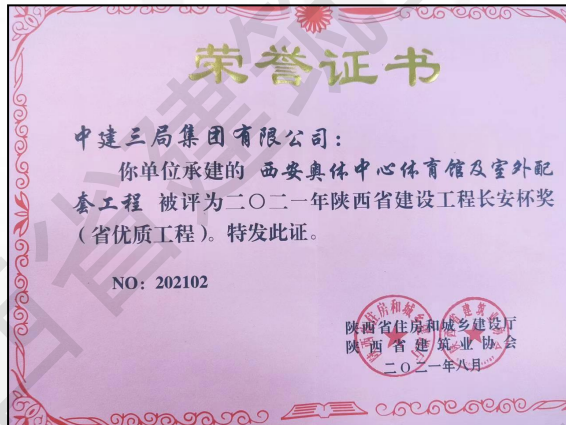 荣誉证书
中建三局集团有限公司：
你单位承建的 西安奥体中心体育馆及室外配
套工程 被评为二〇二一年陕西省建设工程长安杯奖
（省优质工程）。特发此证。
NO：202102
陕西省住房和城乡建设厅
陕西省建筑业协会
二〇二一年八月